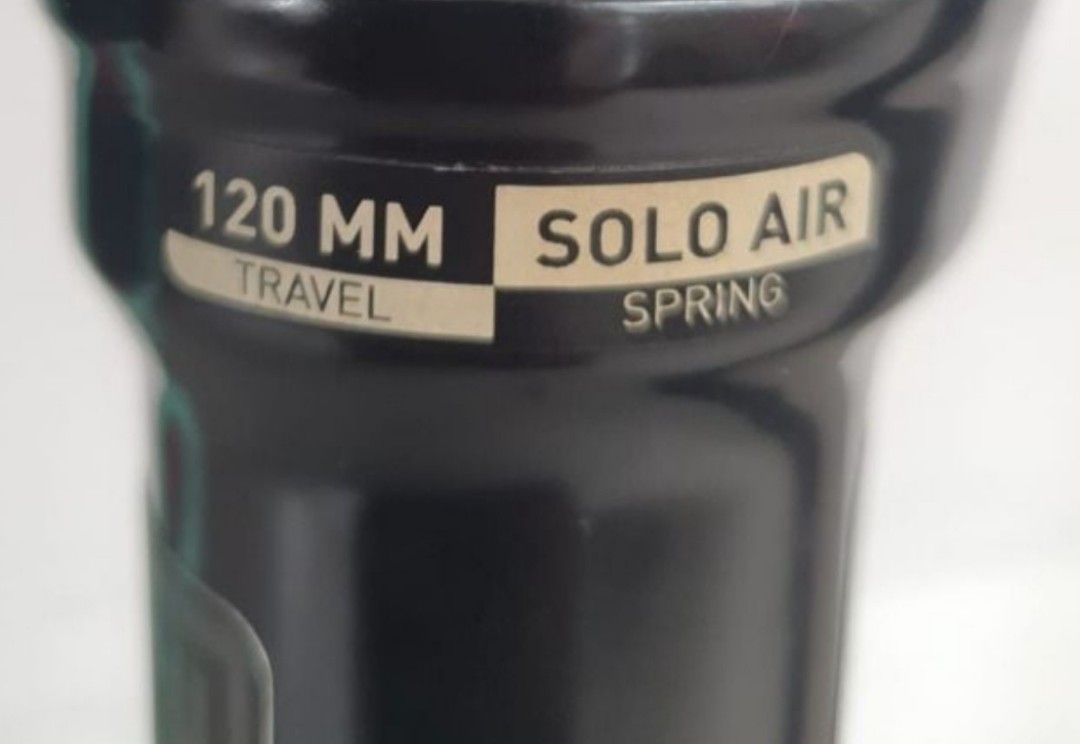 120 MM
TRAVEL
SOLO AIR
SPRING